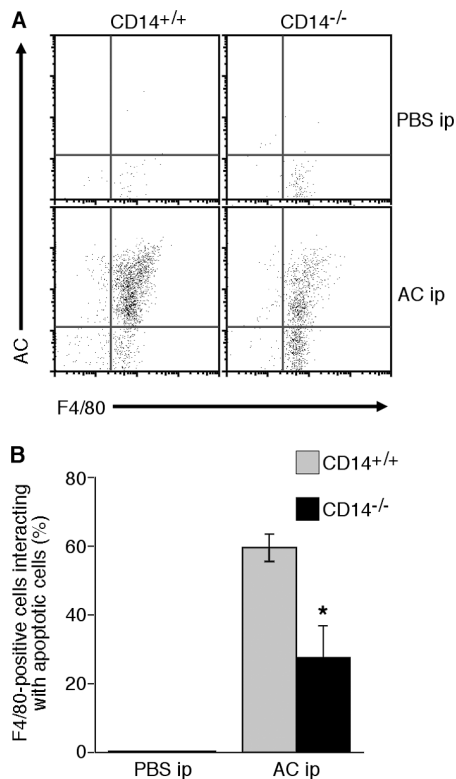 A
CD14+/+
CD14-/-
PBS ip
AC ip
AC
F4/80
B
CD14+/+
CD14-/-
F4/80-positive cells interacting
with apoptotic cells (%)
80
60
40
20
0
*
PBS ip
AC ip